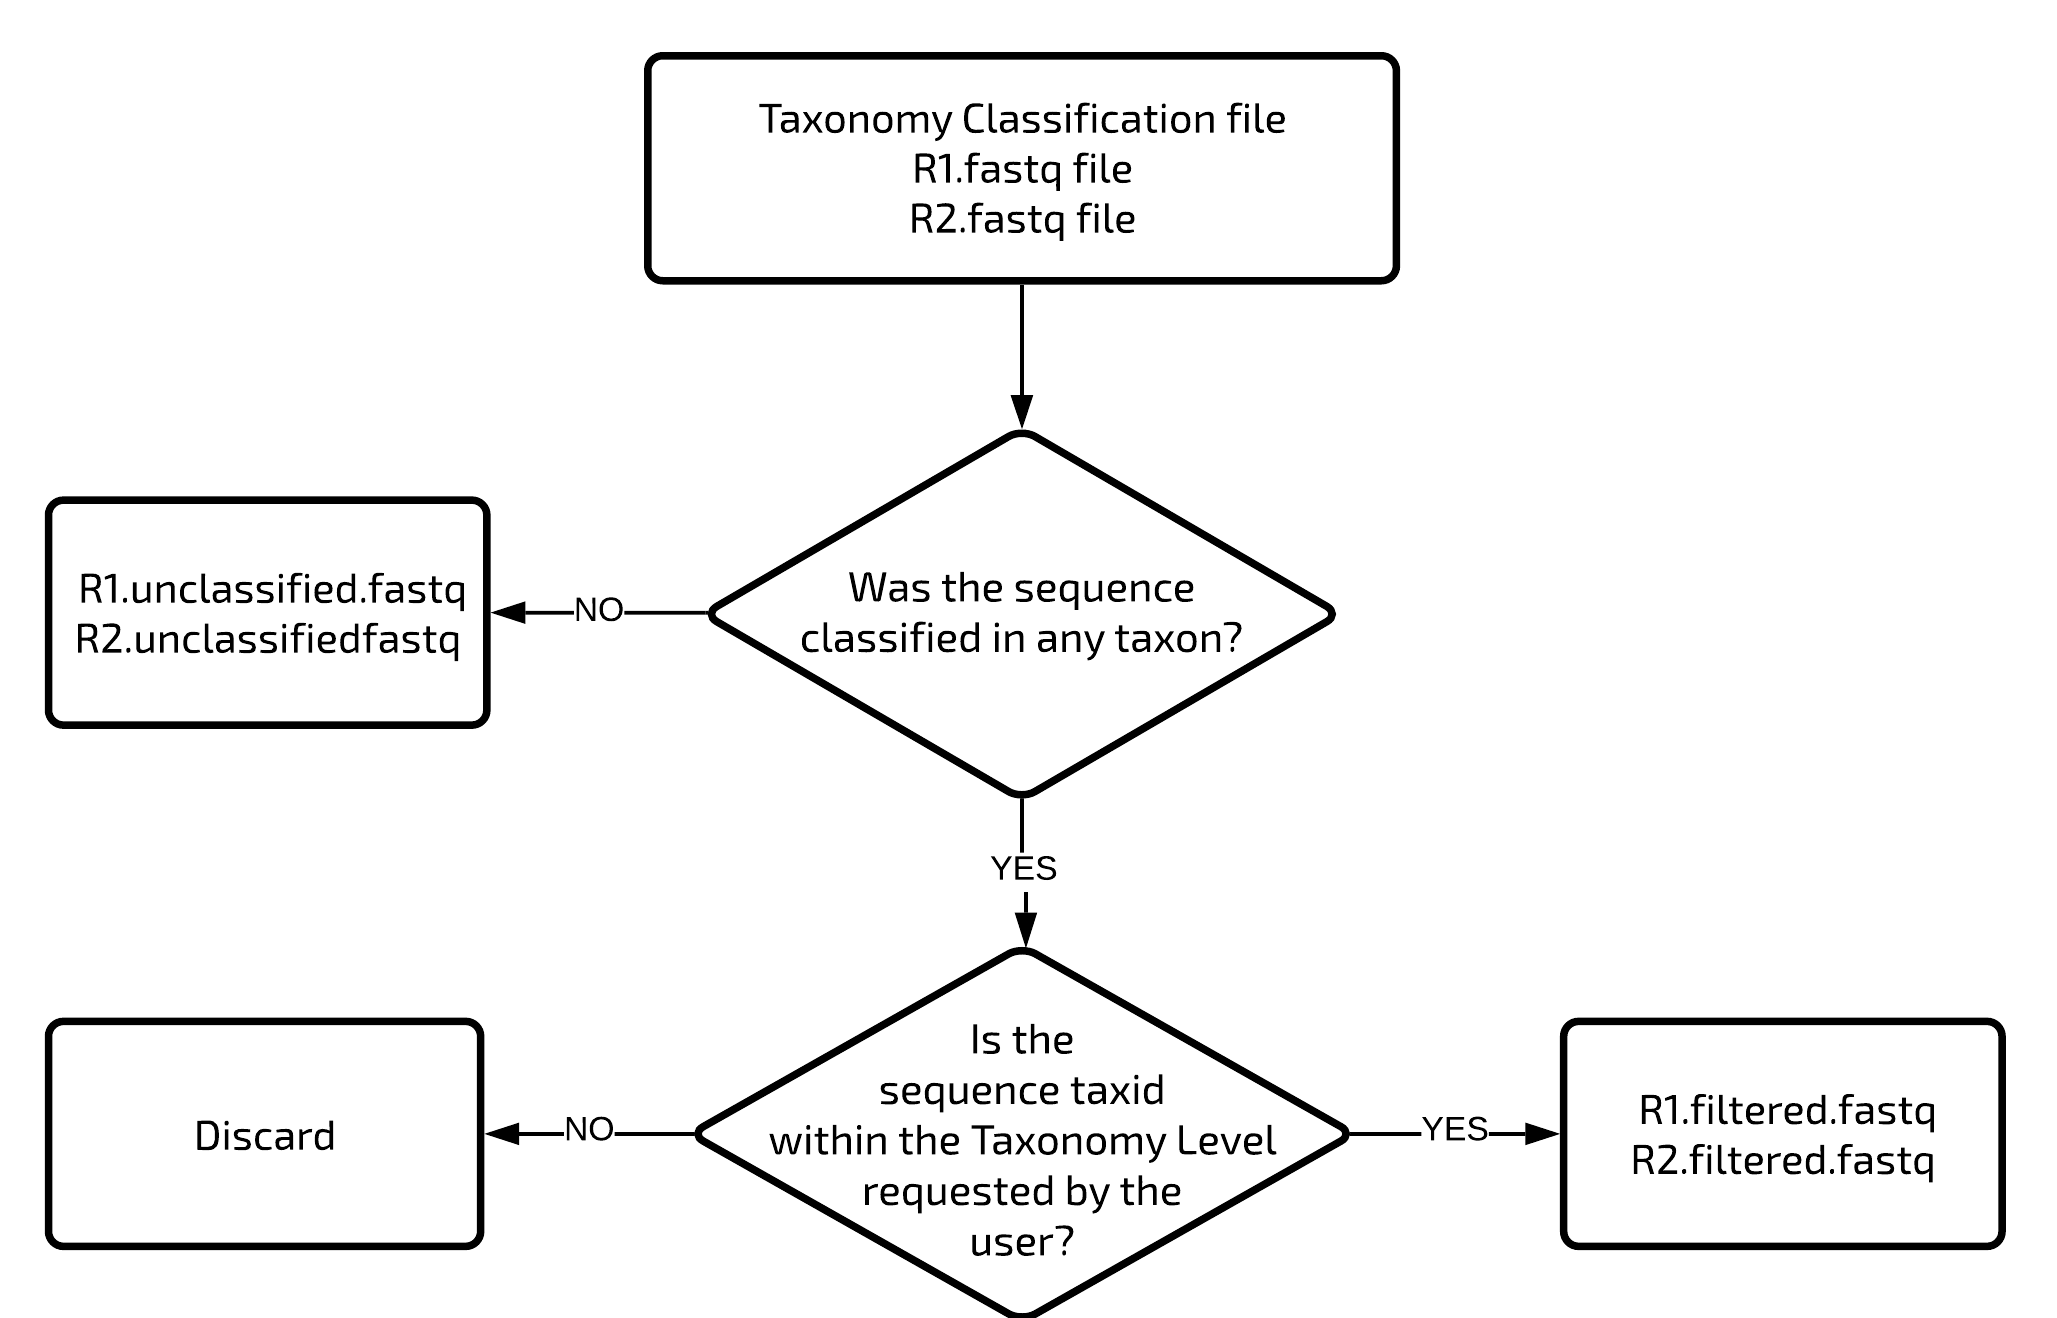 Taxonomy Classification file
R1.fastq file
R2.fastq file
Was the sequence
classified in any taxon?
NO
R1.unclassified.fastq
R2.unclassifiedfastq
YES
Is the
sequence taxid
within the Taxonomy Level
requested by the
user?
NO
Discard
YES
R1.filtered.fastq
R2.filtered.fastq